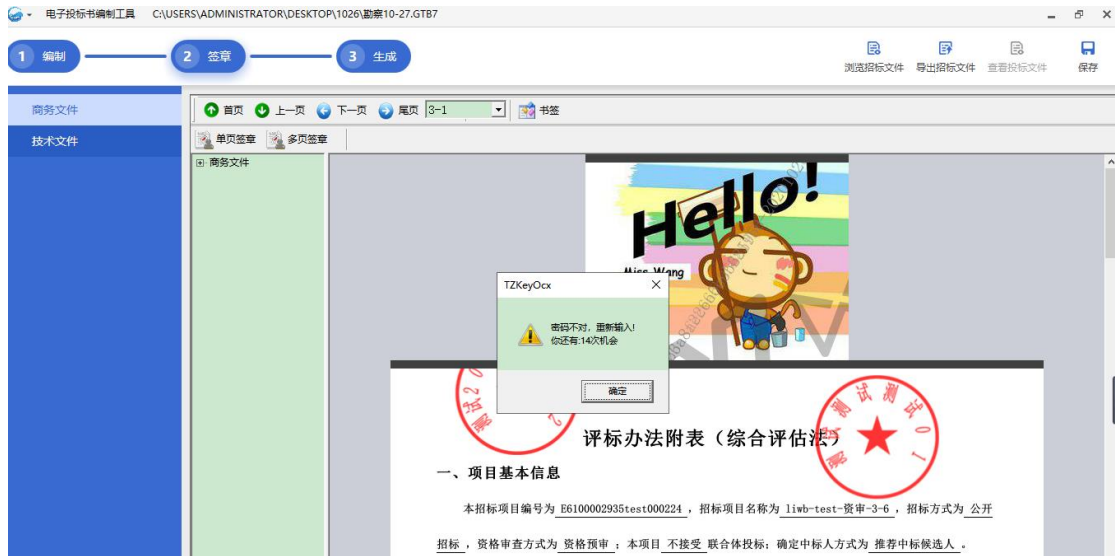 电子投标书编制工具 C:\USERS\ADMINISTRATOR\DESKTOP\1026\勘察10-27.GTB7
1 编制
2 签章
3 生成
浏览招标文件 导出招标文件 查看投标文件 保存
商务文件
技术文件
首页 上一页 下一页 尾页 3-1 书签
单页签章 多页签章
商务文件
Hello!
Miss Wang
TZKeyOcx
密码不对，重新输入!
你还有:14次机会
确定
测试测试01
评标办法附表（综合评估法）
一、项目基本信息
本招标项目编号为 E6100002935test000224 ，招标项目名称为 liwb-test-资审-3-6 ，招标方式为 公开
招标 ，资格审查方式为 资格预审 ；本项目 不接受 联合体投标；确定中标人方式为 推荐中标候选人 。